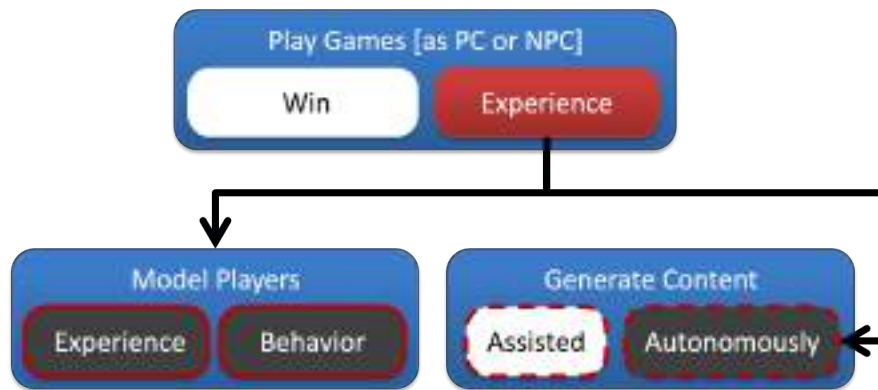 Play Games [as PC or NPC]
Win
Experience
Model Players
Generate Content
Experience
Behavior
Assisted
Autonomously